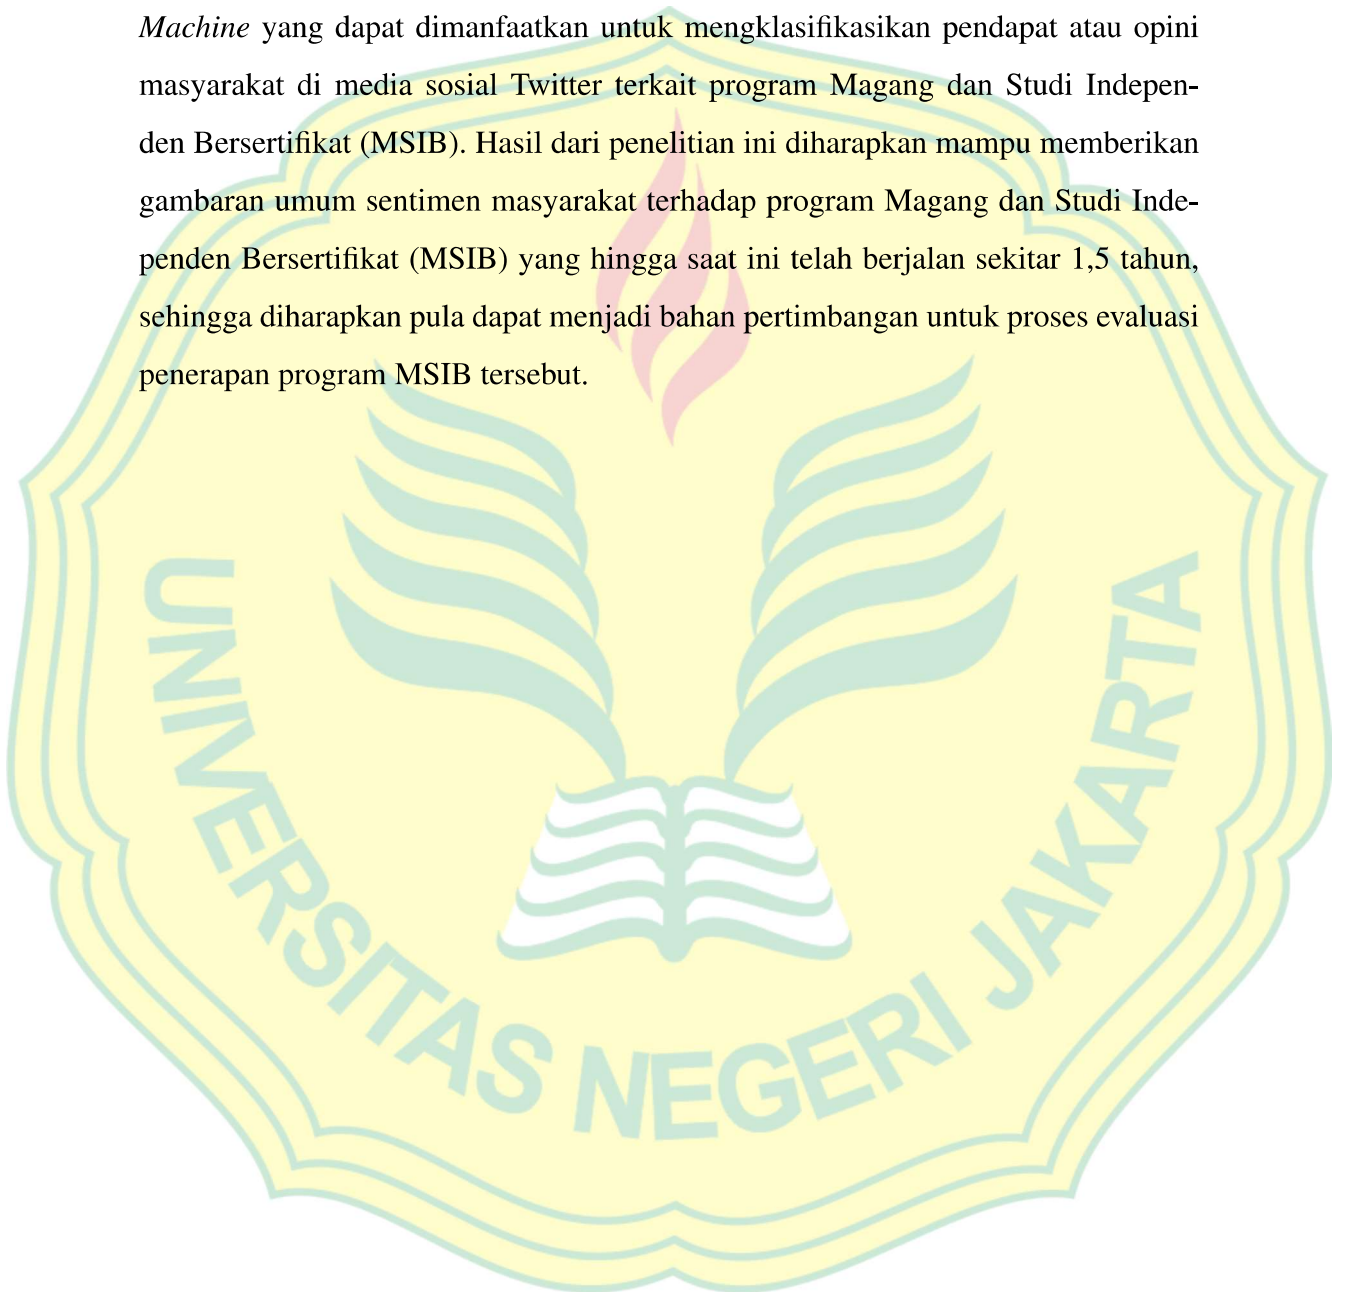 Machine yang dapat dimanfaatkan untuk mengklasifikasikan pendapat atau opini
masyarakat di media sosial Twitter terkait program Magang dan Studi Indepen-
den Bersertifikat (MSIB). Hasil dari penelitian ini diharapkan mampu memberikan
gambaran umum sentimen masyarakat terhadap program Magang dan Studi Inde-
penden Bersertifikat (MSIB) yang hingga saat ini telah berjalan sekitar 1,5 tahun,
sehingga diharapkan pula dapat menjadi bahan pertimbangan untuk proses evaluasi
penerapan program MSIB tersebut.
UNIVERSITAS NEGERI JAKARTA